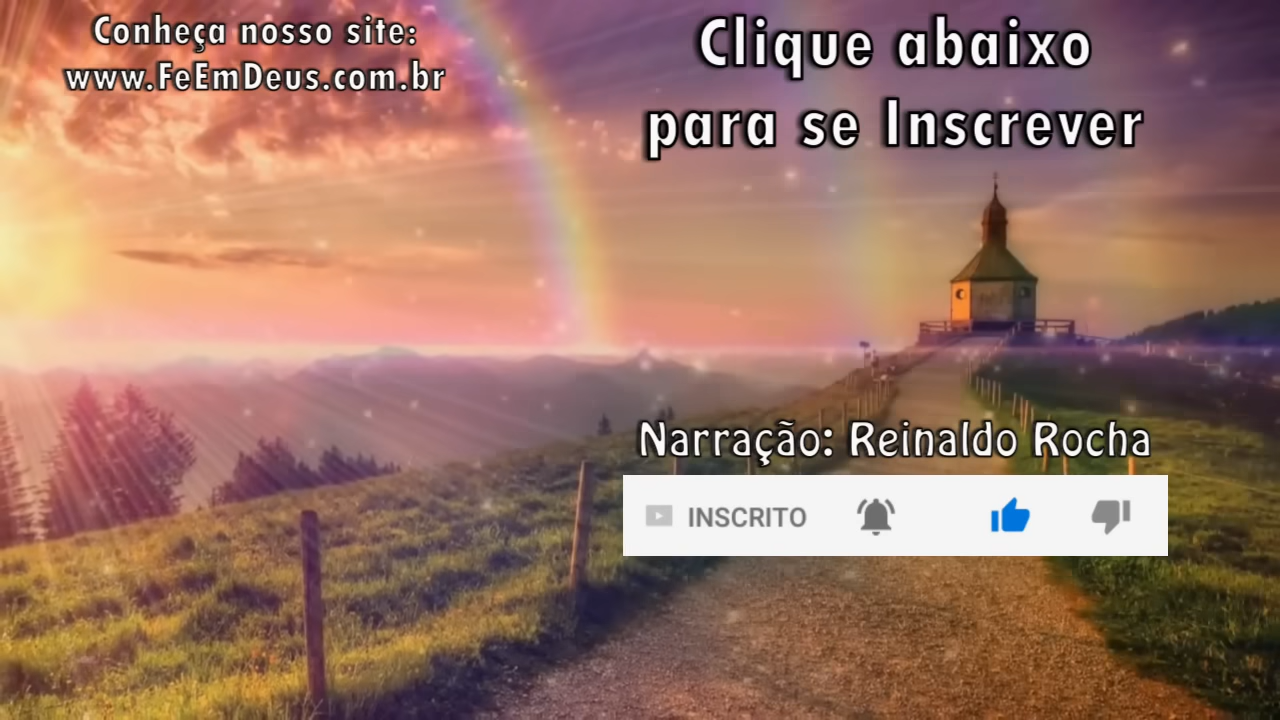 Conheça nosso site:
www.FeEmDeus.com.br
Clique abaixo
para se Inscrever
Narração: Reinaldo Rocha
INSCRITO